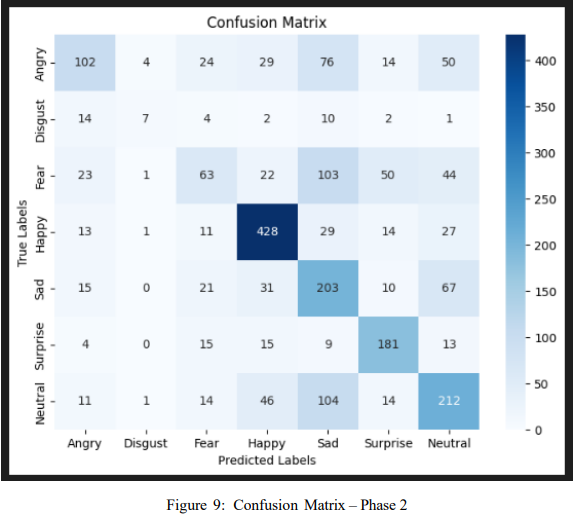 Confusion Matrix
Angry 102 4 24 29 76 14 50
Disgust 14 7 4 2 10 2 1
Fear 23 1 63 22 103 50 44
Happy 13 1 11 428 29 14 27
Sad 15 0 21 31 203 10 67
Surprise 4 0 15 15 9 181 13
Neutral 11 1 14 46 104 14 212
True Labels
Angry Disgust Fear Happy Sad Surprise Neutral
Predicted Labels
400
350
300
250
200
150
100
50
0
Figure 9: Confusion Matrix – Phase 2